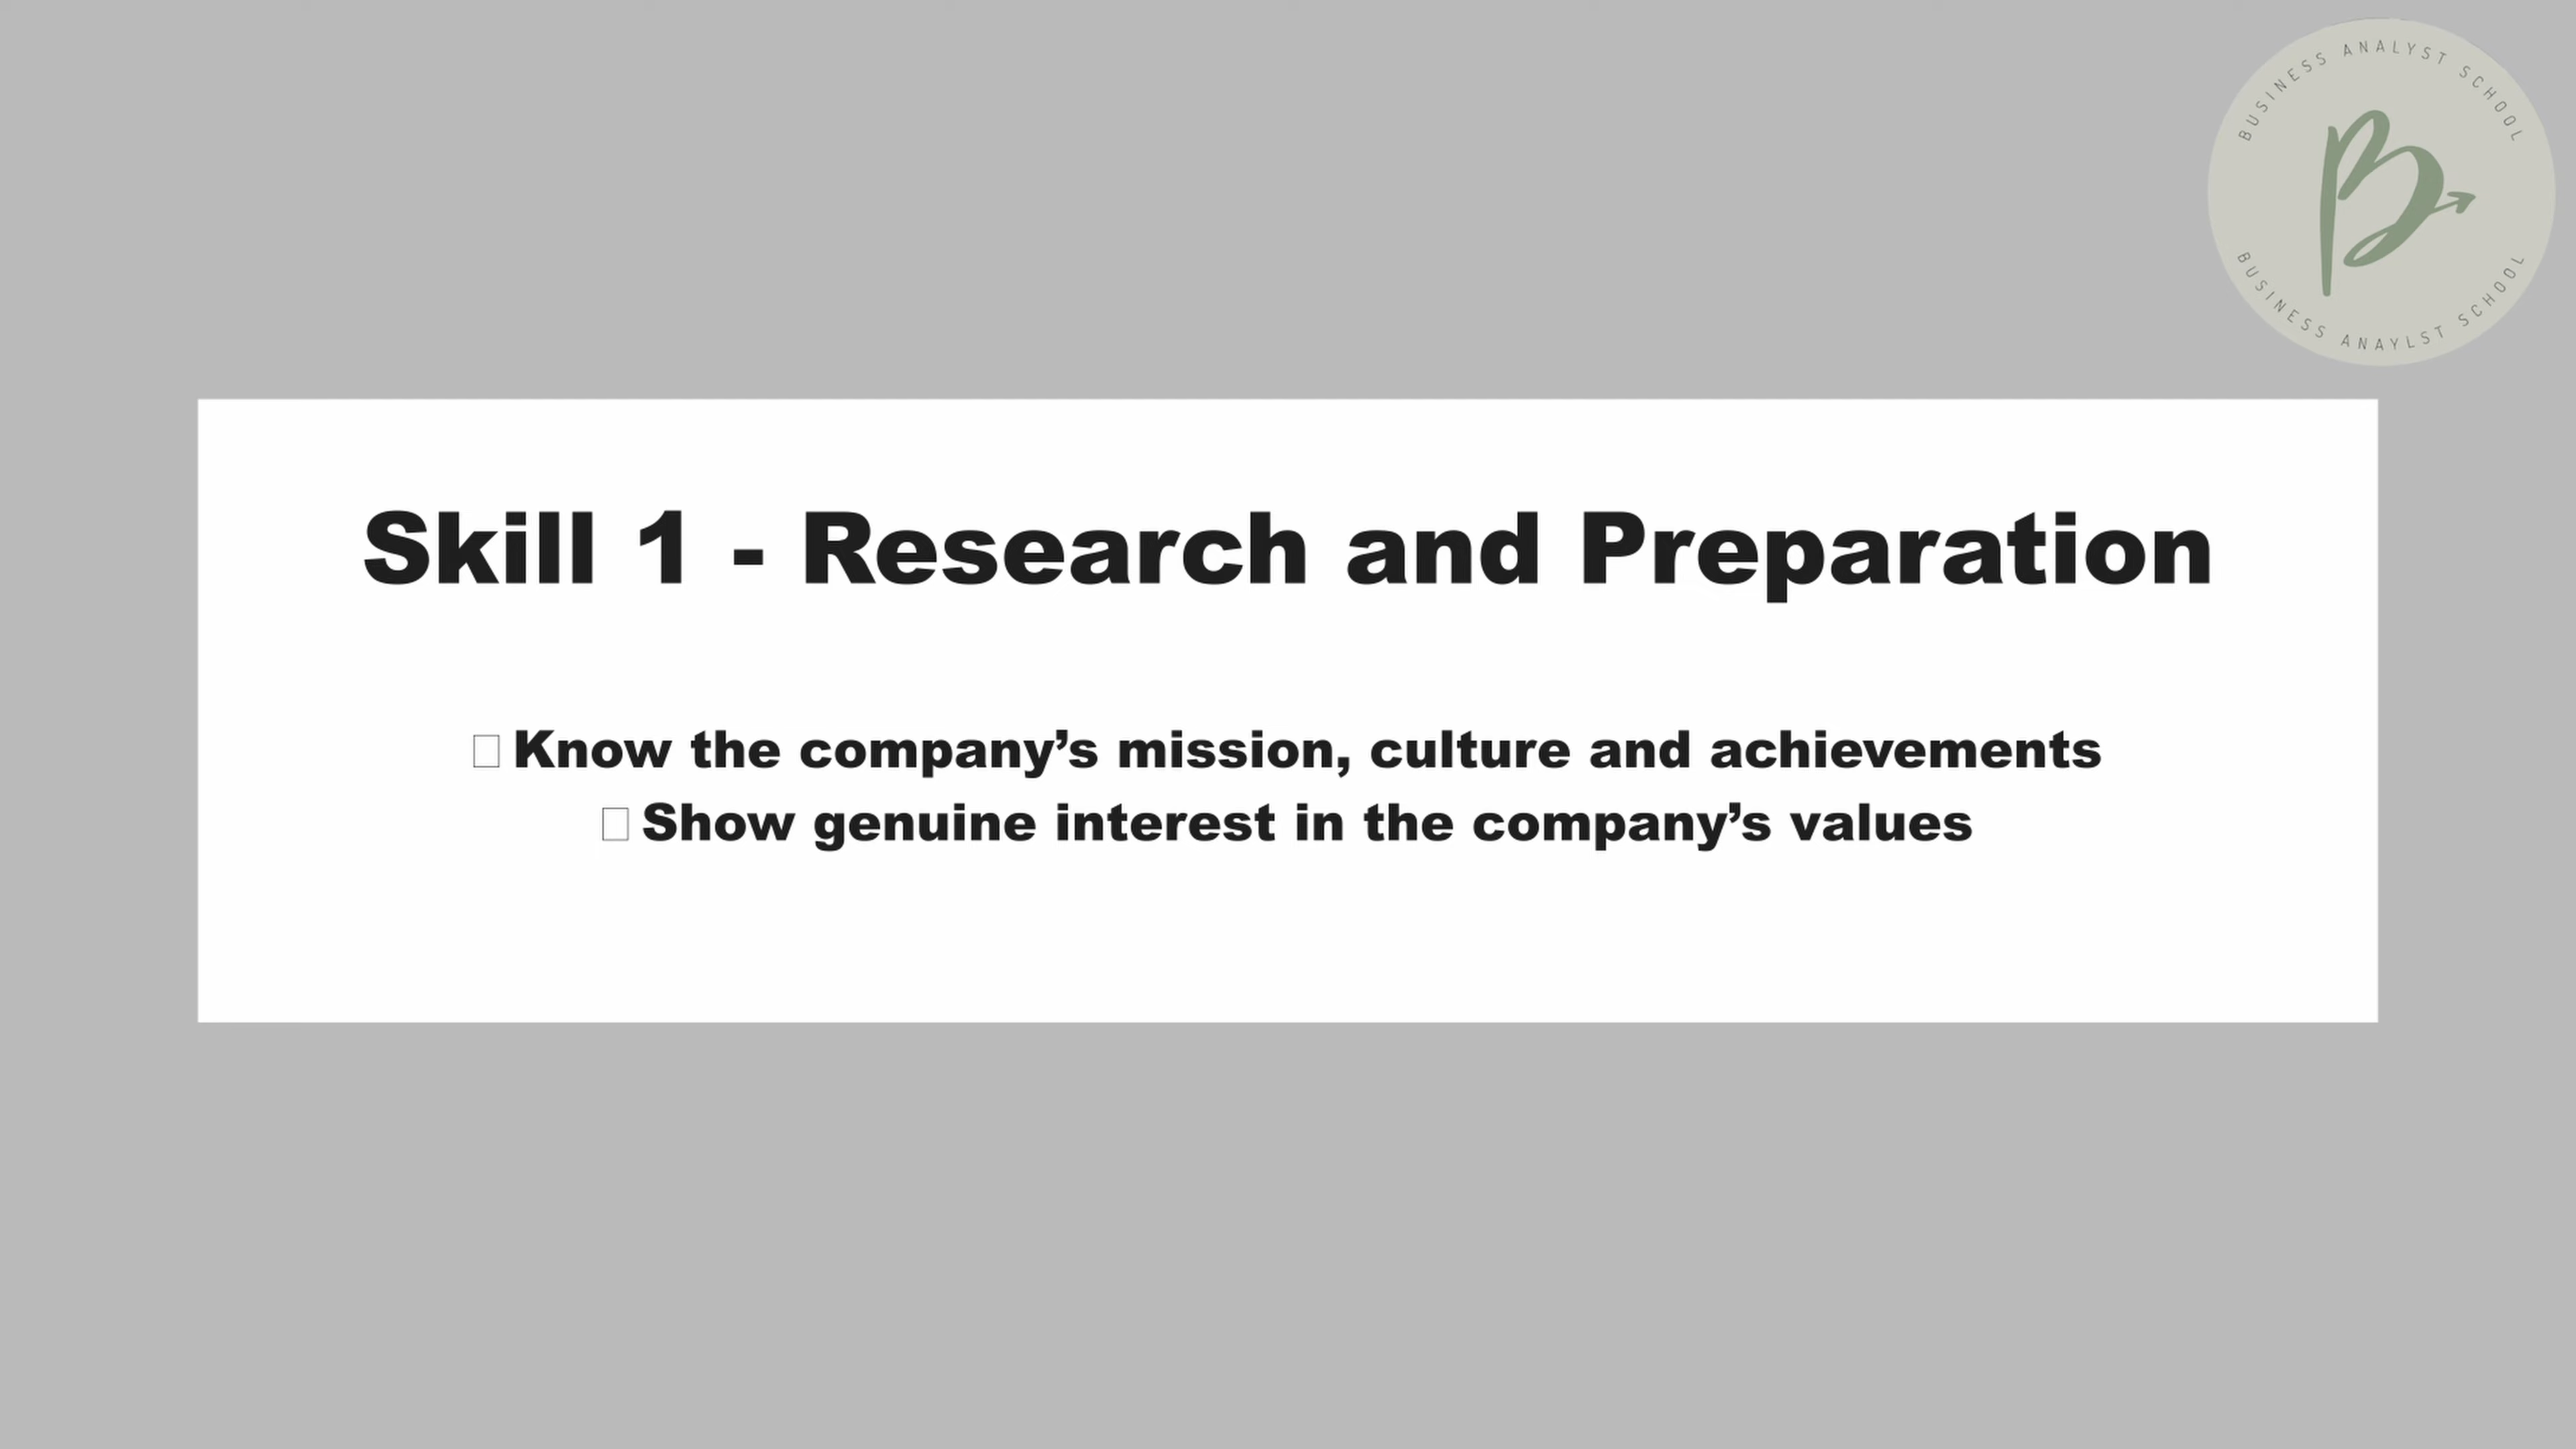 BUSINESS ANALYST SCHOOL
BUSINESS ANAYLST SCHOOL
Skill 1 - Research and Preparation
Know the company’s mission, culture and achievements
Show genuine interest in the company’s values